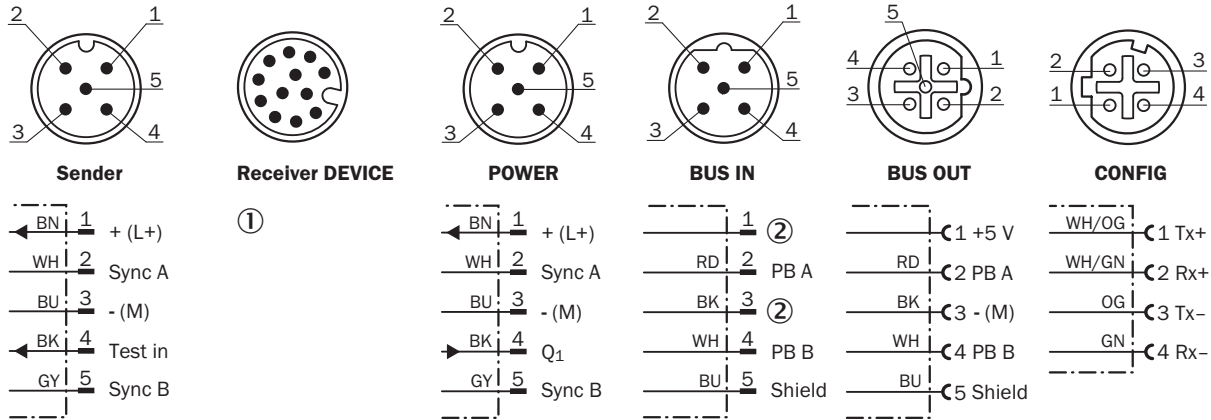 2 1 2 1 2 1 5
5 5 5 4 1 2 3
3 2 1 4
3 4 3 4 3 4
Sender Receiver DEVICE POWER BUS IN BUS OUT CONFIG
BN 1 + (L+) ① BN 1 + (L+) 1 ② 1 +5 V WH/OG 1 Tx+
WH 2 Sync A WH 2 Sync A RD 2 PB A RD 2 PB A WH/GN 2 Rx+
BU 3 - (M) BU 3 - (M) BK 3 ② BK 3 - (M) OG 3 Tx–
BK 4 Test in BK 4 Q1 WH 4 PB B WH 4 PB B GN 4 Rx–
GY 5 Sync B GY 5 Sync B BU 5 Shield BU 5 Shield